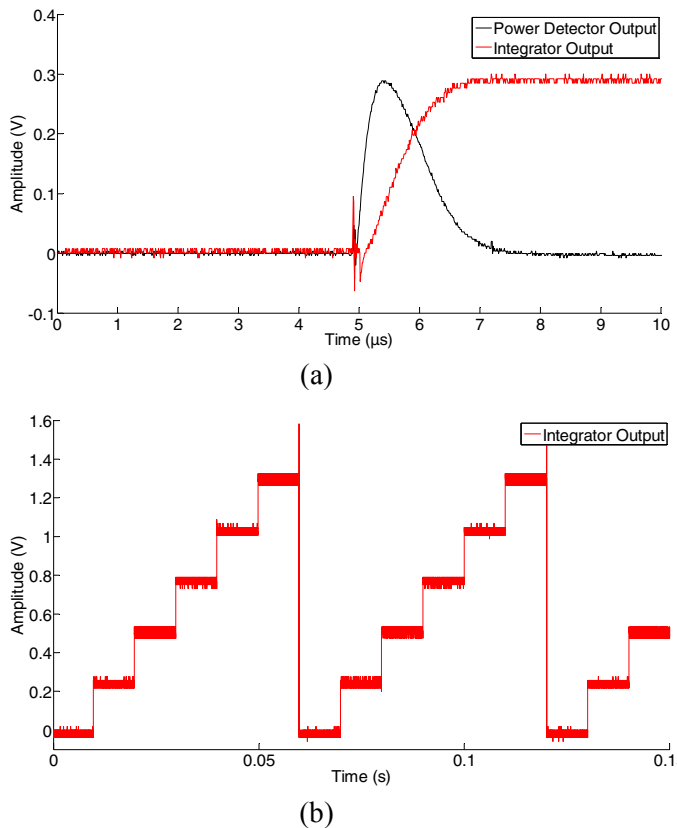 Power Detector Output
Integrator Output
Amplitude (V)
0.4
0.3
0.2
0.1
0
-0.1
0 1 2 3 4 5 6 7 8 9 10
Time (µs)
(a)
Integrator Output
Amplitude (V)
1.6
1.4
1.2
1.0
0.8
0.6
0.4
0.2
0
0 0.05 0.1 0.1
Time (s)
(b)